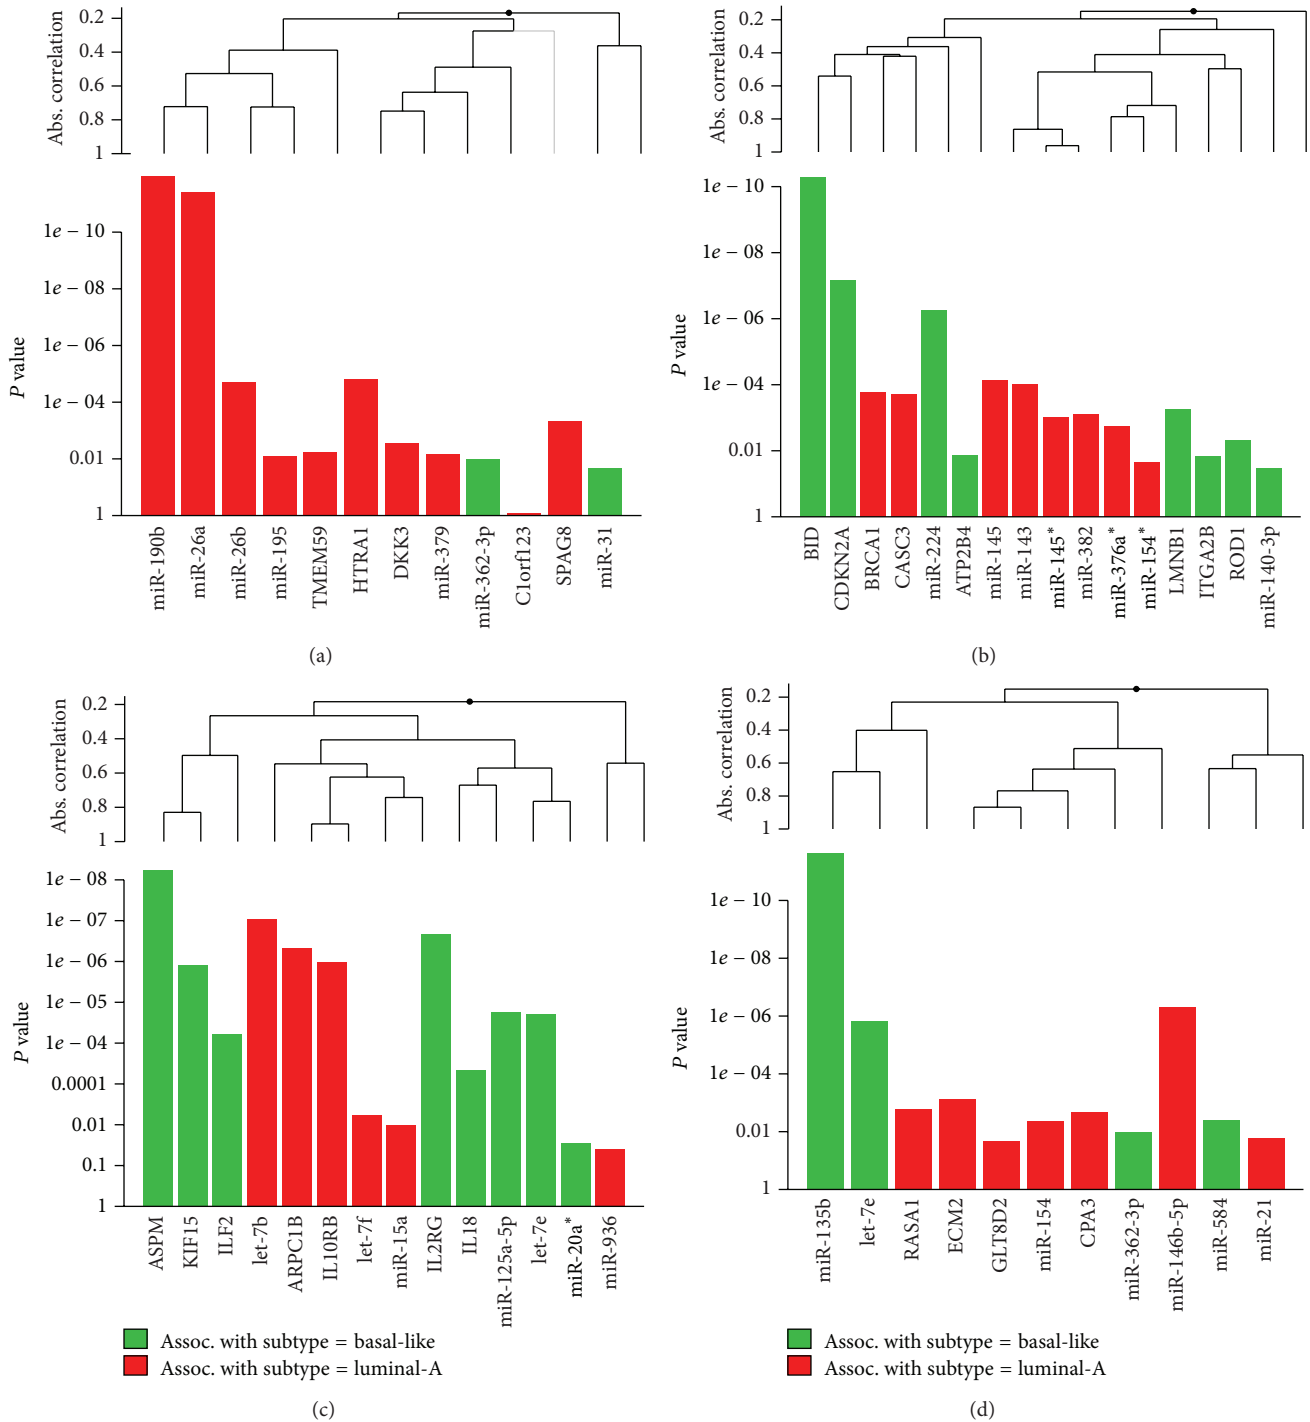 Abs. correlation
0.2
0.4
0.6
0.8
1
P value
1e − 10
1e − 08
1e − 06
1e − 04
0.01
1
miR-190b
miR-26a
miR-26b
miR-195
TMEM59
HTRA1
DKK3
miR-379
miR-362-3p
C1orf123
SPAG8
miR-31
(a)
Abs. correlation
0.2
0.4
0.6
0.8
1
P value
1e − 10
1e − 08
1e − 06
1e − 04
0.01
1
BID
CDKN2A
BRCA1
CASC3
miR-224
ATP2B4
miR-145
miR-143
miR-145*
miR-382
miR-376a*
miR-154*
LMNB1
ITGA2B
ROD1
miR-140-3p
(b)
Abs. correlation
0.2
0.4
0.6
0.8
1
P value
1e − 08
1e − 07
1e − 06
1e − 05
1e − 04
0.0001
0.01
0.1
1
ASPM
KIF15
ILF2
let-7b
ARPC1B
IL10RB
let-7f
miR-15a
IL2RG
IL18
miR-125a-5p
let-7e
miR-20a*
miR-936
Assoc. with subtype = basal-like
Assoc. with subtype = luminal-A
(c)
Abs. correlation
0.2
0.4
0.6
0.8
1
P value
1e − 10
1e − 08
1e − 06
1e − 04
0.01
1
miR-135b
let-7e
RASA1
ECM2
GLT8D2
miR-154
CPA3
miR-362-3p
miR-146b-5p
miR-584
miR-21
Assoc. with subtype = basal-like
Assoc. with subtype = luminal-A
(d)